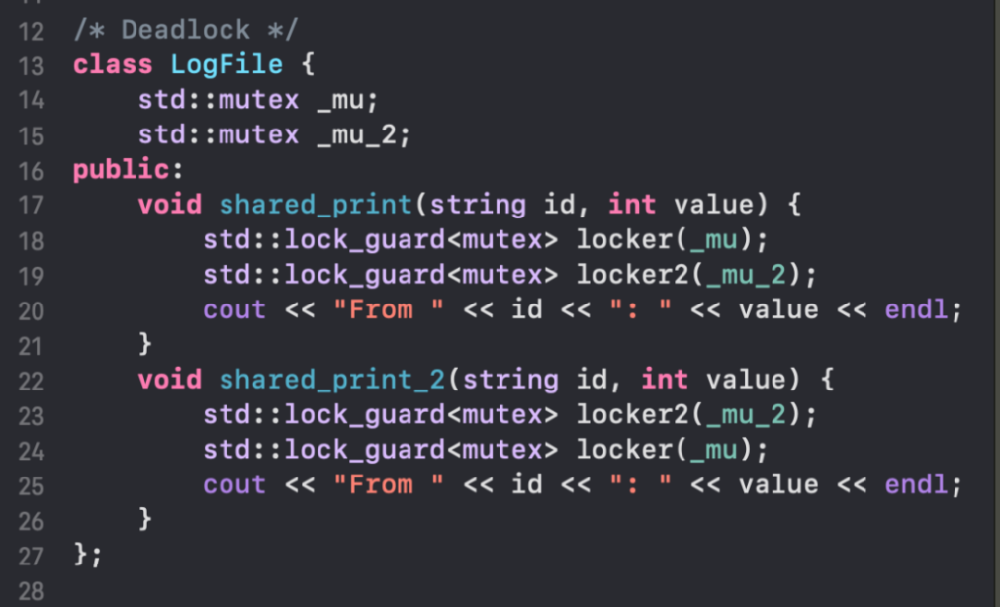 12 /* Deadlock */
13 class LogFile {
14     std::mutex _mu;
15     std::mutex _mu_2;
16 public:
17     void shared_print(string id, int value) {
18         std::lock_guard<mutex> locker(_mu);
19         std::lock_guard<mutex> locker2(_mu_2);
20         cout << "From " << id << ": " << value << endl;
21     }
22     void shared_print_2(string id, int value) {
23         std::lock_guard<mutex> locker2(_mu_2);
24         std::lock_guard<mutex> locker(_mu);
25         cout << "From " << id << ": " << value << endl;
26     }
27 };
28